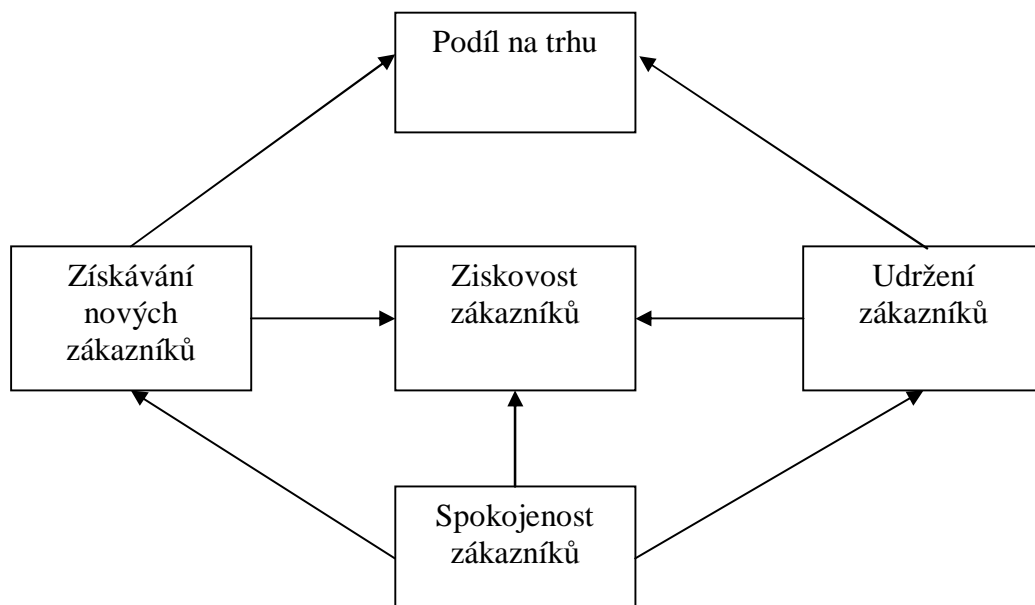 Podíl na trhu
Získávání
nových
zákazníků
Ziskovost
zákazníků
Udržení
zákazníků
Spokojenost
zákazníků